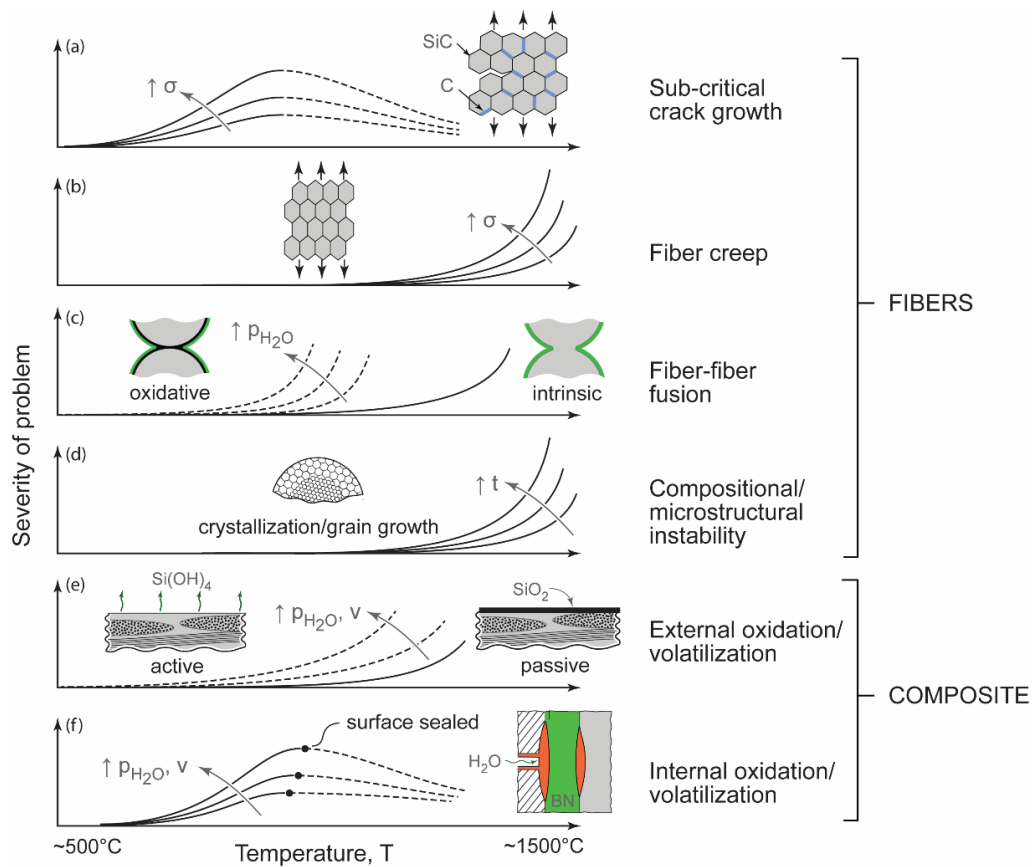 (a)
SiC
C
↑ σ
Sub-critical
crack growth
(b)
↑ σ
Fiber creep
(c)
oxidative
↑ pH₂O
intrinsic
Fiber-fiber
fusion
(d)
crystallization/grain growth
↑ t
Compositional/
microstructural
instability
FIBERS
(e)
Si(OH)₄
active
↑ pH₂O, v
SiO₂
passive
External oxidation/
volatilization
(f)
surface sealed
↑ pH₂O, v
H₂O
BN
Internal oxidation/
volatilization
COMPOSITE
Severity of problem
~500°C
Temperature, T
~1500°C